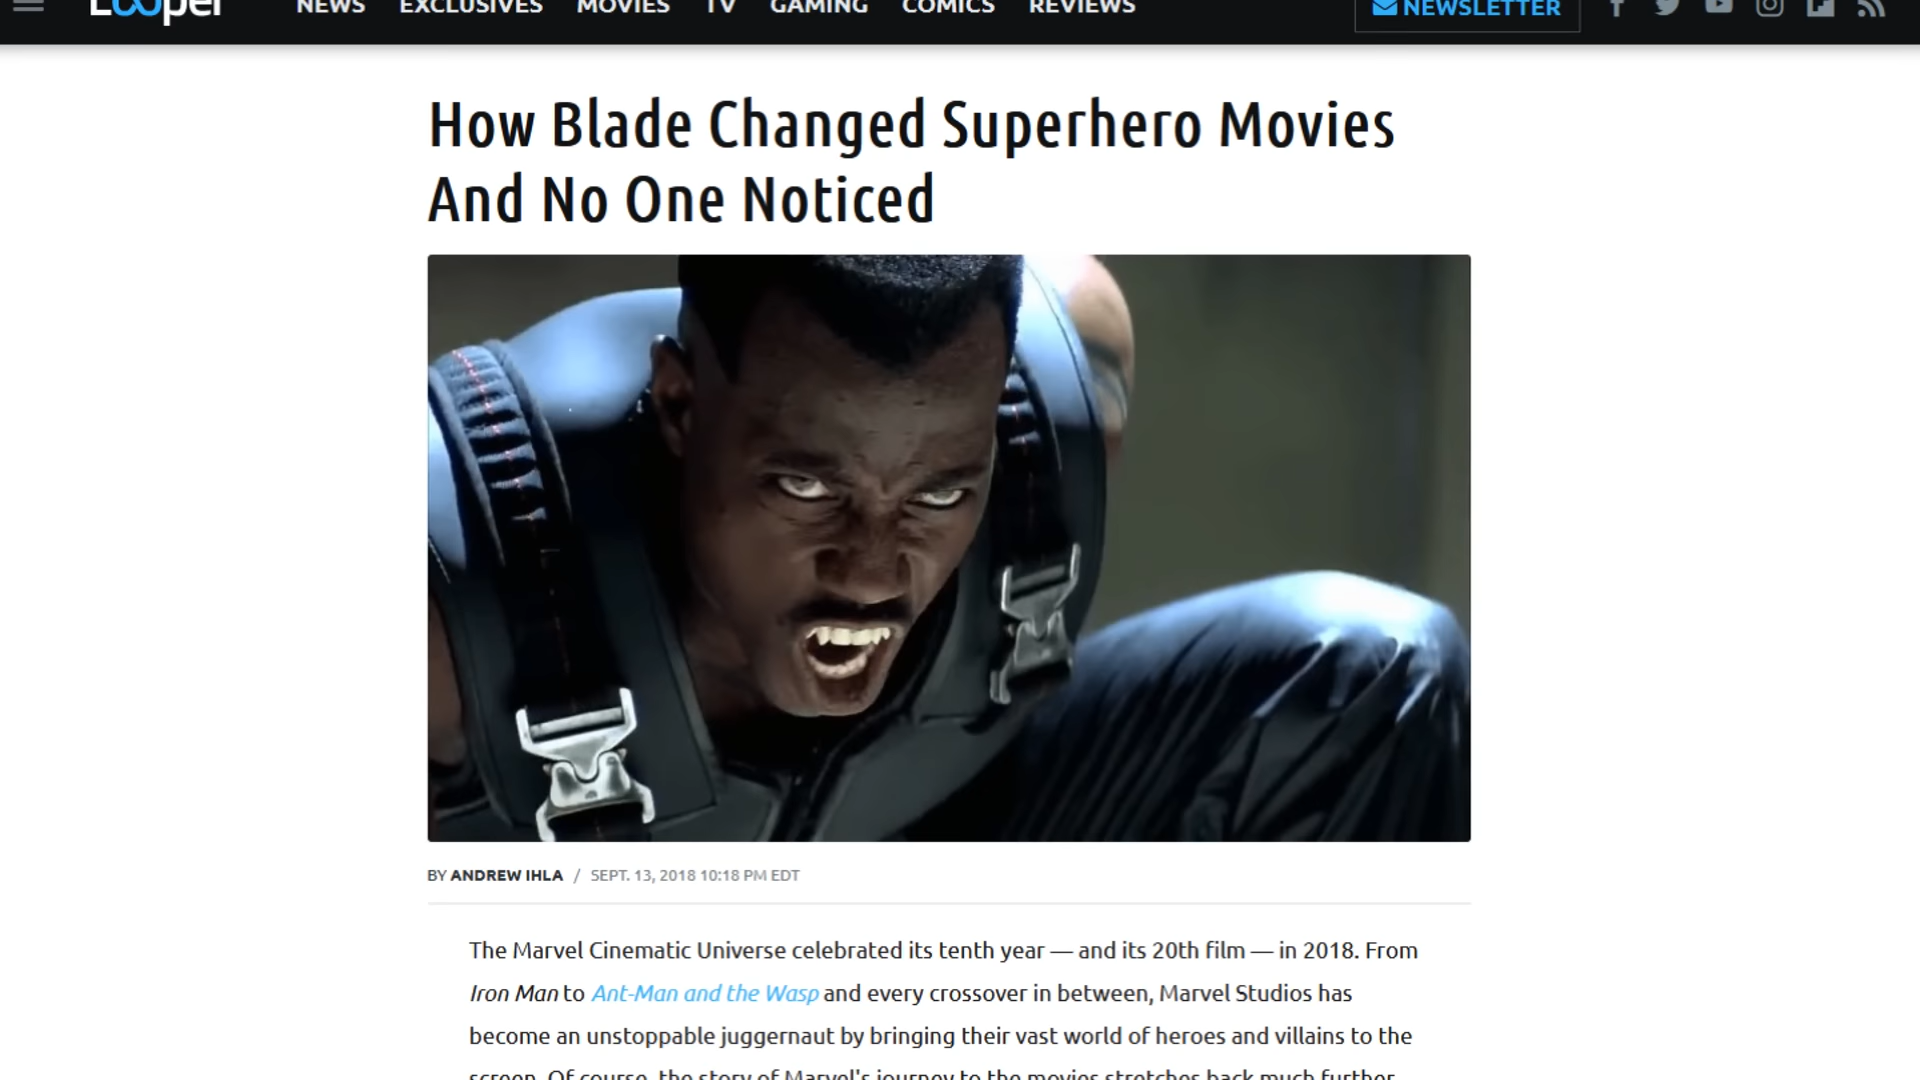 Looper
NEWS EXCLUSIVES MOVIES TV GAMING COMICS REVIEWS NEWSLETTER
How Blade Changed Superhero Movies
And No One Noticed
BY ANDREW IHLA / SEPT. 13, 2018 10:18 PM EDT
The Marvel Cinematic Universe celebrated its tenth year — and its 20th film — in 2018. From
Iron Man to Ant-Man and the Wasp and every crossover in between, Marvel Studios has
become an unstoppable juggernaut by bringing their vast world of heroes and villains to the
screen. Of course, the story of Marvel's journey to the movies stretches back much further